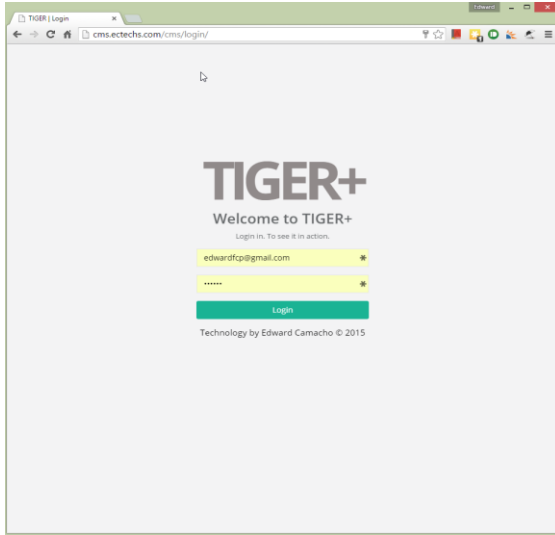 Edward
TIGER | Login
cms.ectechs.com/cms/login/
TIGER+
Welcome to TIGER+
Login in. To see it in action.
edwardfcp@gmail.com
••••••
Login
Technology by Edward Camacho © 2015